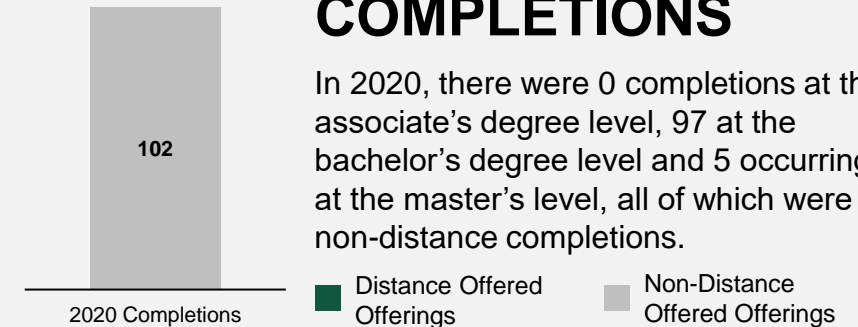 COMPLETIONS
In 2020, there were 0 completions at
associate’s degree level, 97 at the
bachelor’s degree level and 5 occurring
at the master’s level, all of which were
non-distance completions.
102
2020 Completions
Distance Offered
Offerings
Non-Distance
Offered Offerings